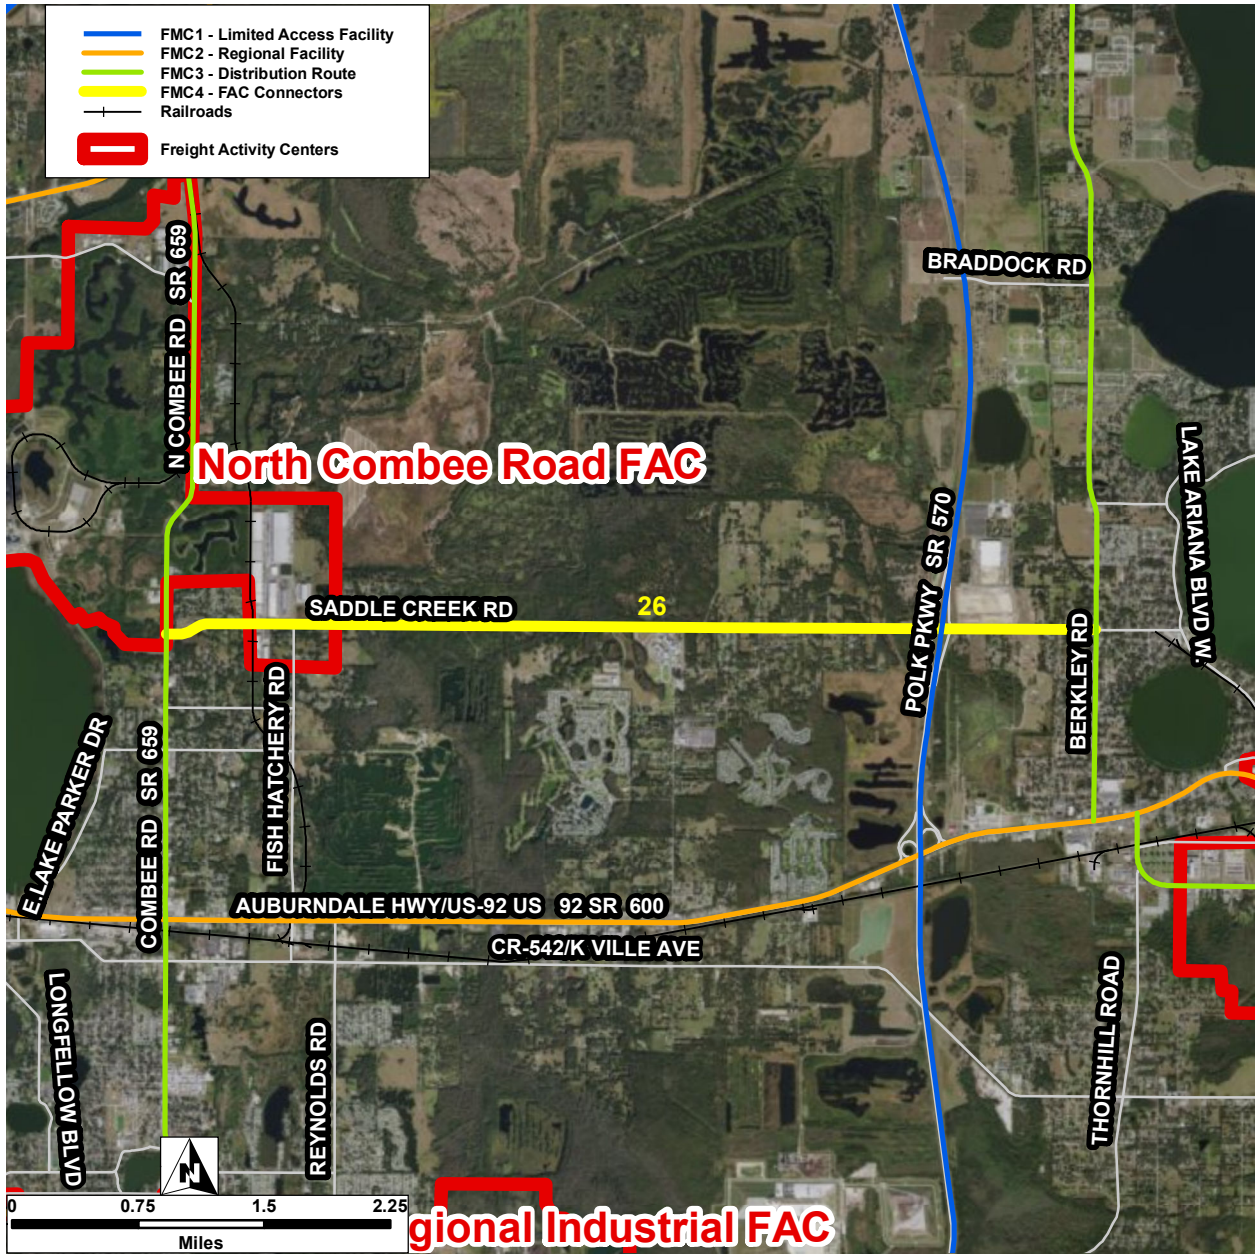 FMC1 - Limited Access Facility
FMC2 - Regional Facility
FMC3 - Distribution Route
FMC4 - FAC Connectors
Railroads
Freight Activity Centers
BRADDOCK RD
N COMBEE RD SR 659
North Combee Road FAC
LAKE ARIANA BLVD W.
POLK PKWY SR 570
SADDLE CREEK RD
26
BERKLEY RD
FISH HATCHERY RD
E.LAKE PARKER DR
COMBEE RD SR 659
AUBURNDALE HWY/US-92 US 92 SR 600
CR-542/K VILLE AVE
THORNHILL ROAD
LONGFELLOW BLVD
REYNOLDS RD
N
0 0.75 1.5 2.25
Miles
gional Industrial FAC